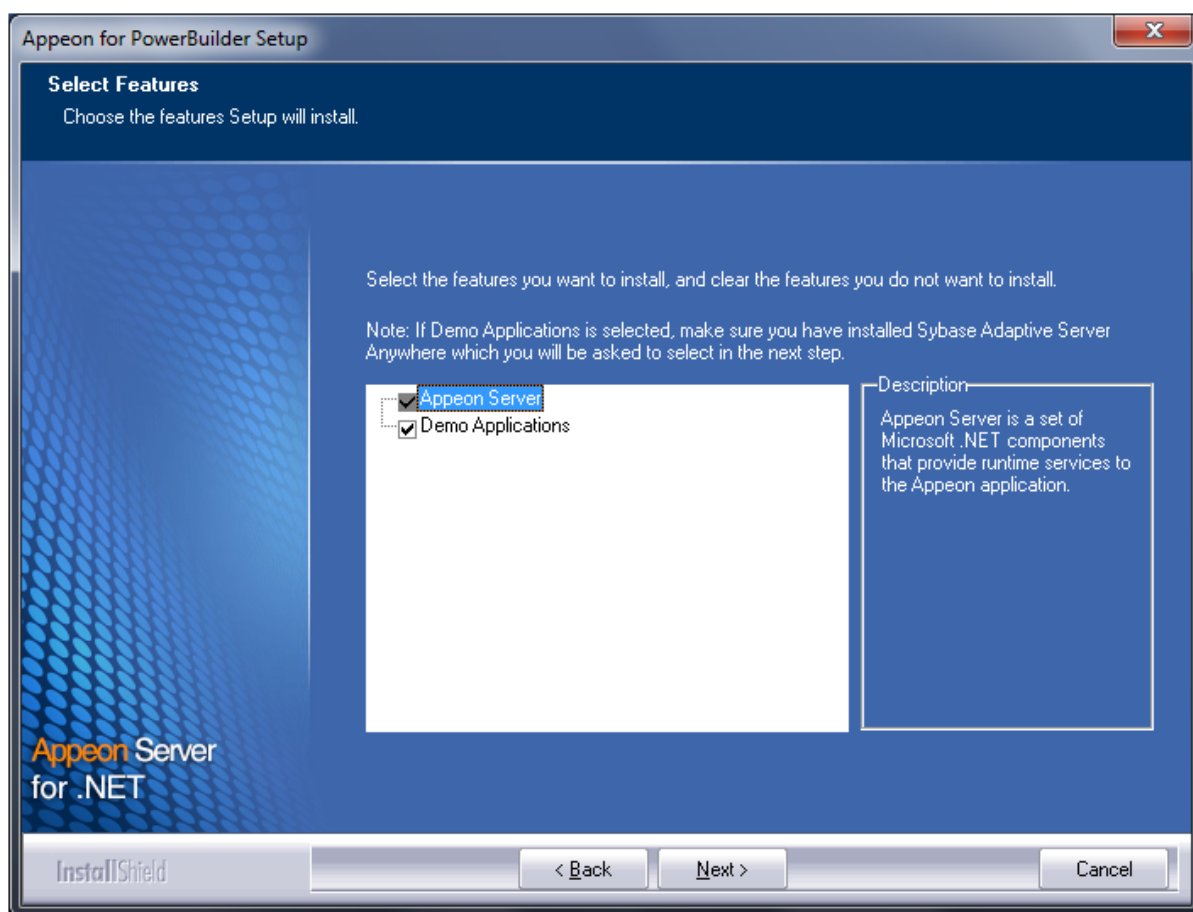 Appeon for PowerBuilder Setup
Select Features
Choose the features Setup will install.
Select the features you want to install, and clear the features you do not want to install.
Note: If Demo Applications is selected, make sure you have installed Sybase Adaptive Server
Anywhere which you will be asked to select in the next step.
Appeon Server
Demo Applications
Description
Appeon Server is a set of
Microsoft .NET components
that provide runtime services to
the Appeon application.
Appeon Server
for .NET
InstallShield
< Back
Next >
Cancel